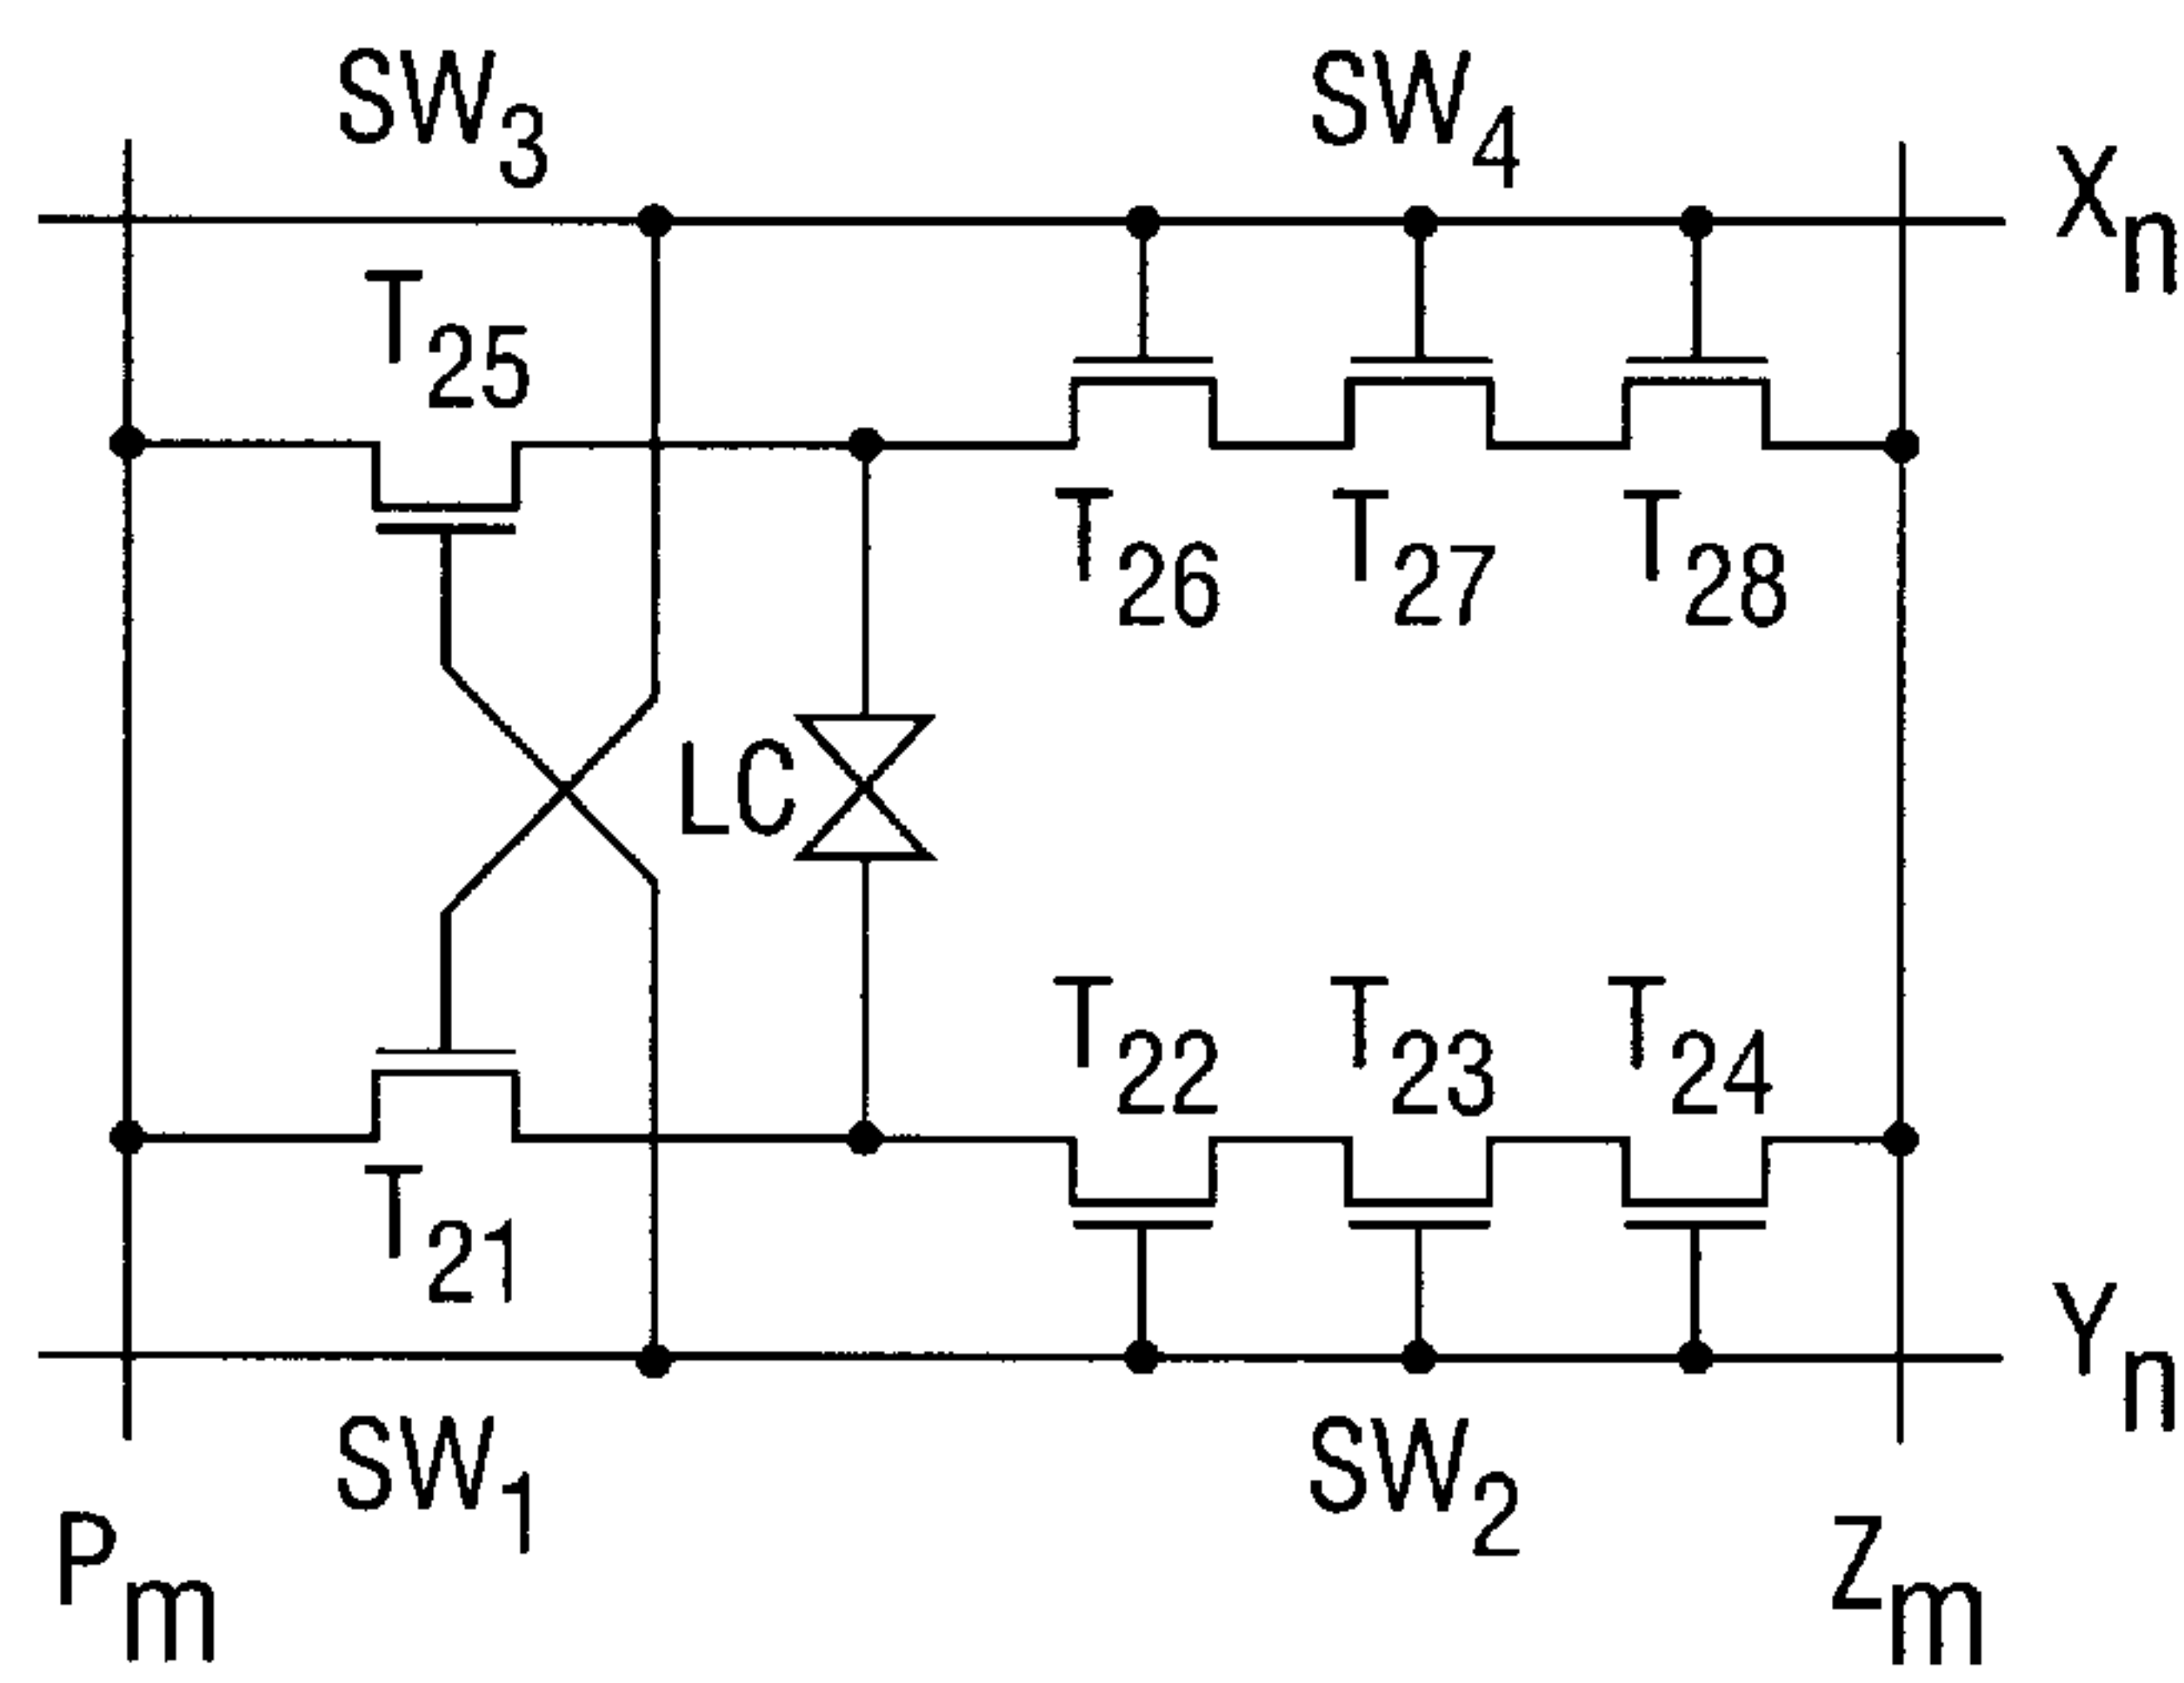 SW3 SW4
Xn
T25
T26 T27 T28
LC
T22 T23 T24
T21
Yn
SW1 SW2
Pm Zm